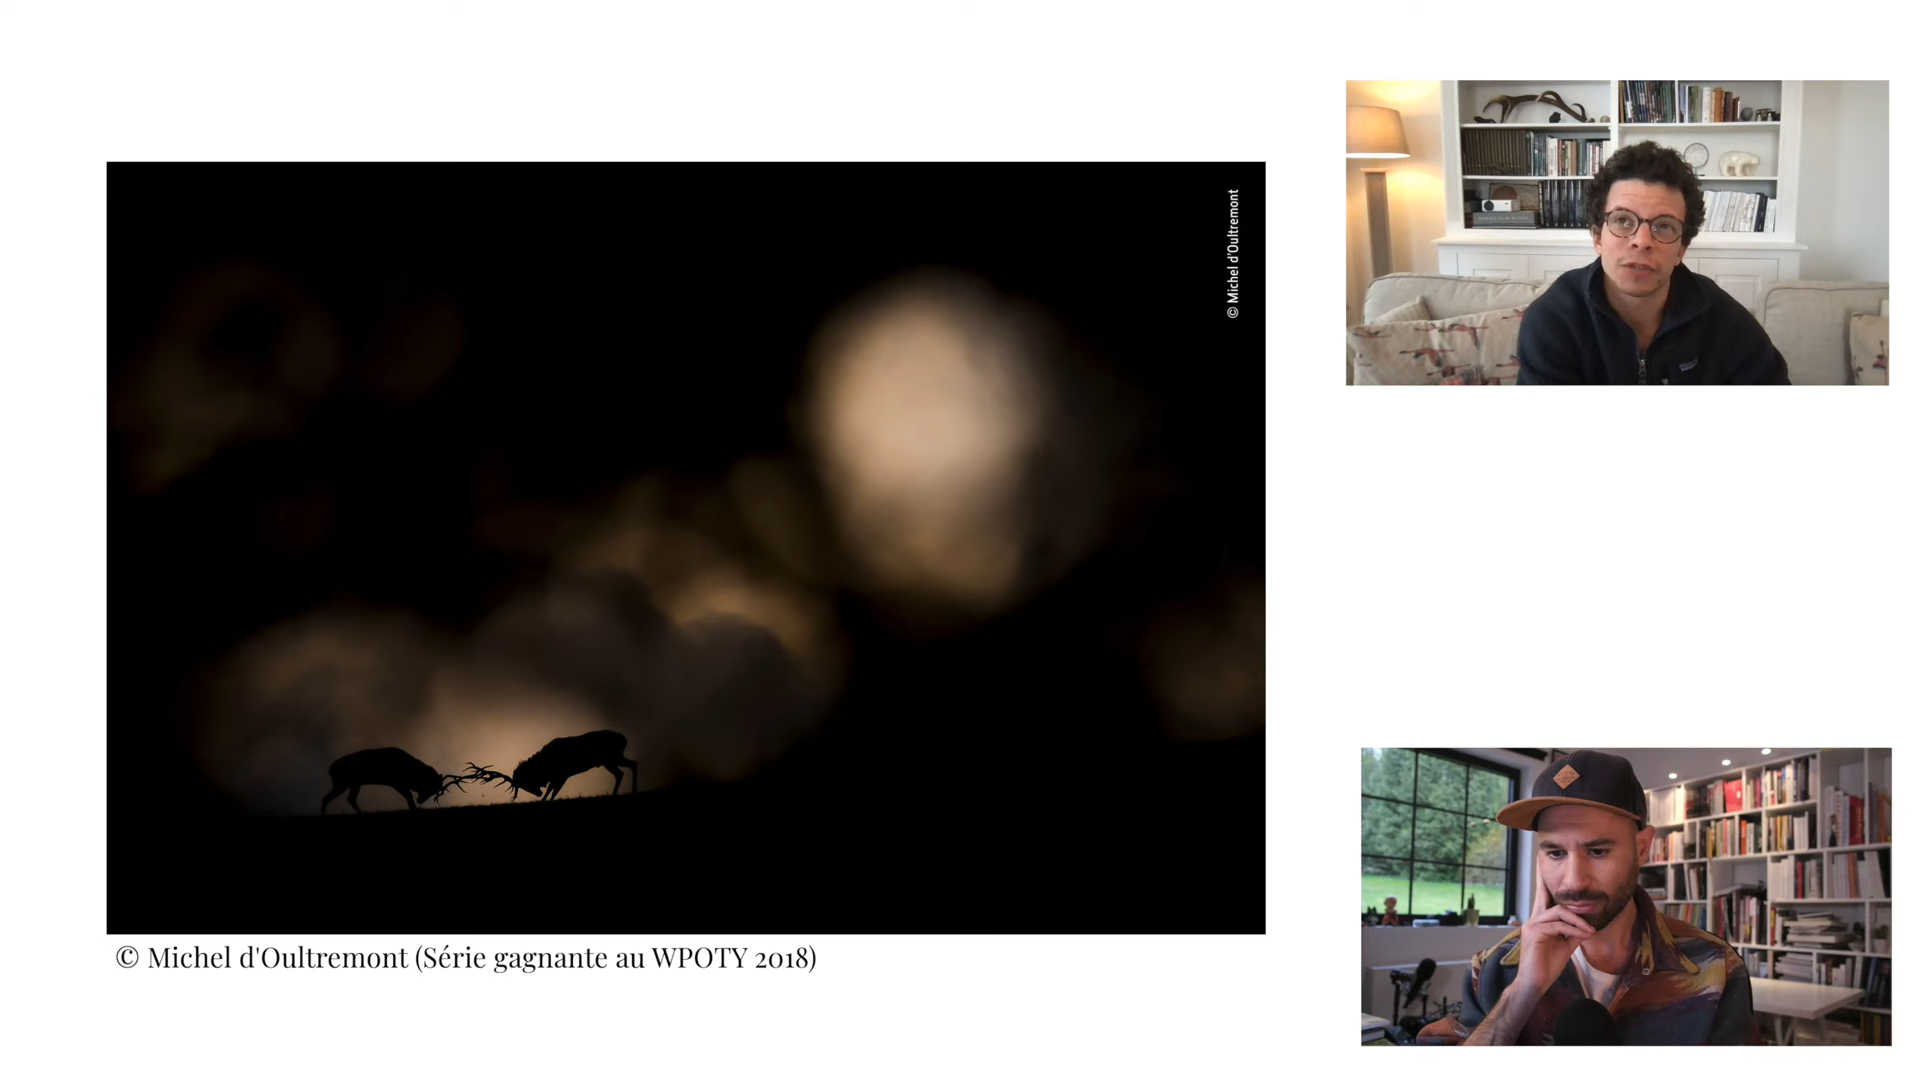 © Michel d'Oultremont
© Michel d'Oultremont (Série gagnante au WPOTY 2018)